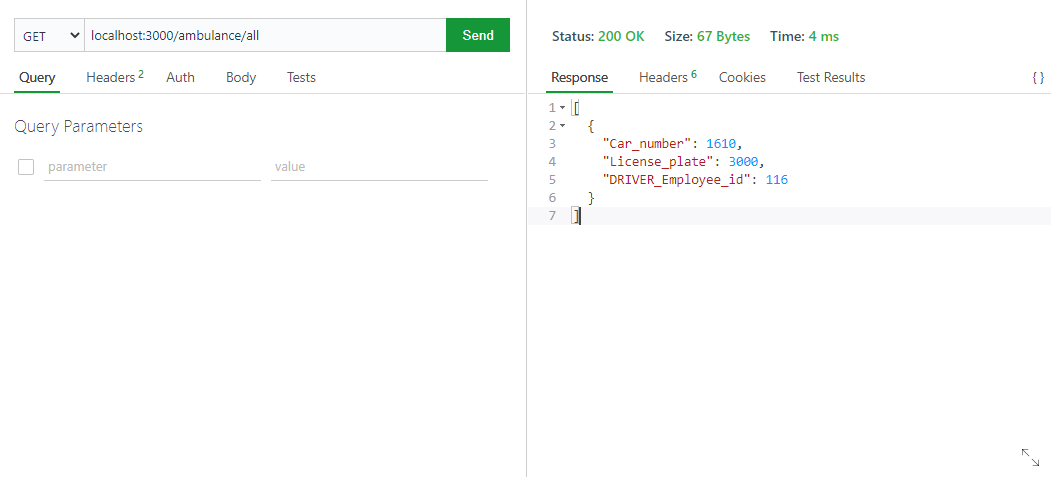 GET localhost:3000/ambulance/all Send
Query Headers 2 Auth Body Tests
Query Parameters
parameter value
Status: 200 OK Size: 67 Bytes Time: 4 ms
Response Headers 6 Cookies Test Results {}
1 [
2 {
3 "Car_number": 1610,
4 "License_plate": 3000,
5 "DRIVER_Employee_id": 116
6 }
7 ]